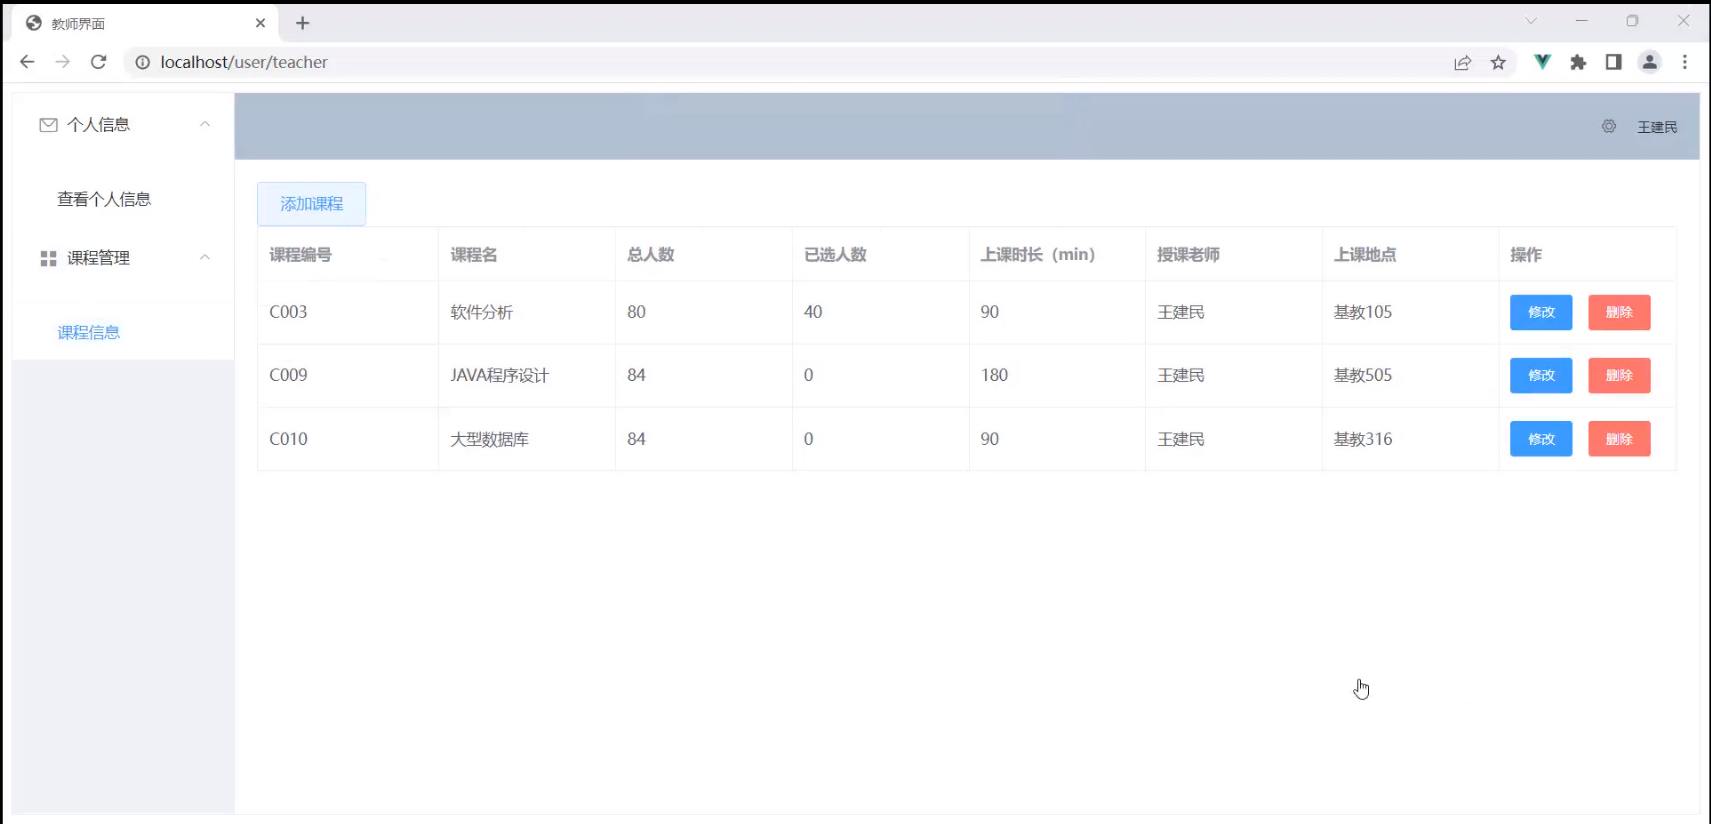 教师界面
localhost/user/teacher
个人信息
王建民
查看个人信息
添加课程
课程管理
课程编号 课程名 总人数 已选人数 上课时长（min） 授课老师 上课地点 操作
C003 软件分析 80 40 90 王建民 基教105 修改 删除
课程信息
C009 JAVA程序设计 84 0 180 王建民 基教505 修改 删除
C010 大型数据库 84 0 90 王建民 基教316 修改 删除